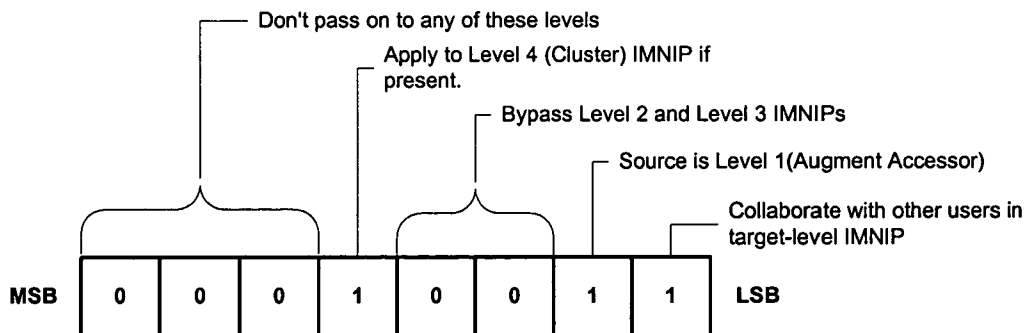 Don't pass on to any of these levels
Apply to Level 4 (Cluster) IMNIP if
present.
Bypass Level 2 and Level 3 IMNIPs
Source is Level 1(Augment Accessor)
Collaborate with other users in
target-level IMNIP
MSB 0 0 0 1 0 0 1 1 LSB